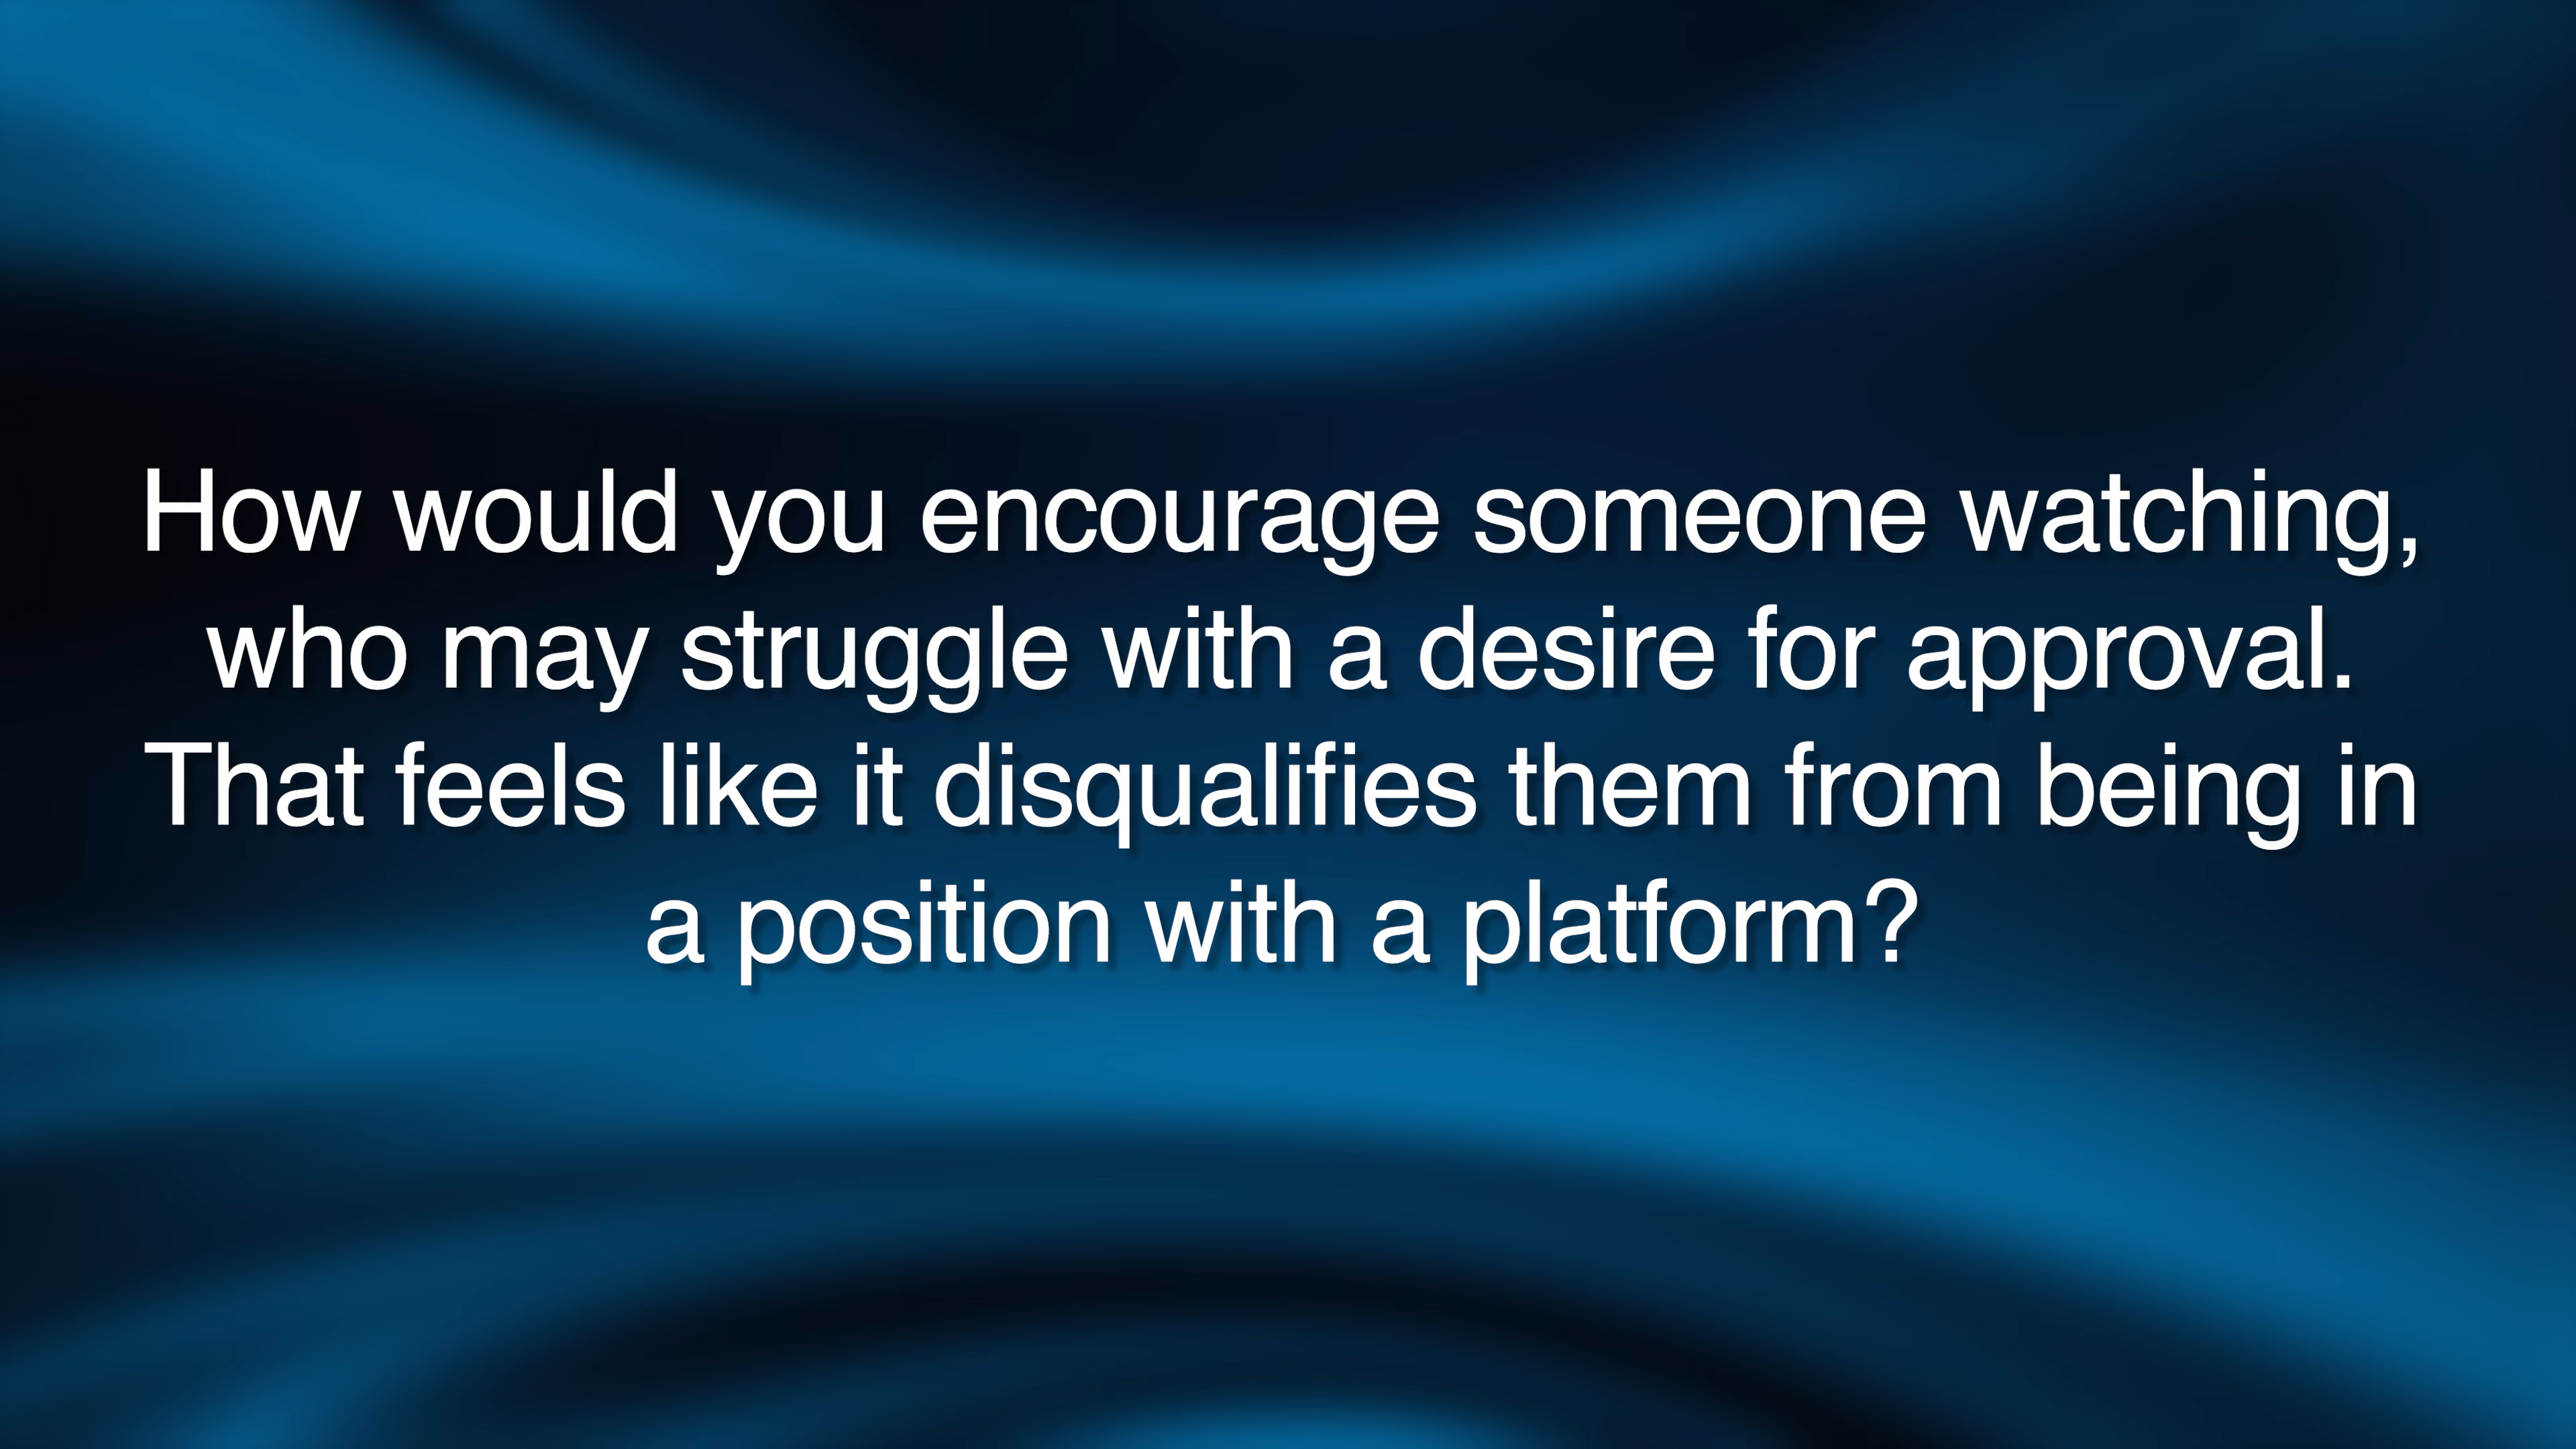 How would you encourage someone watching,
who may struggle with a desire for approval.
That feels like it disqualifies them from being in
a position with a platform?